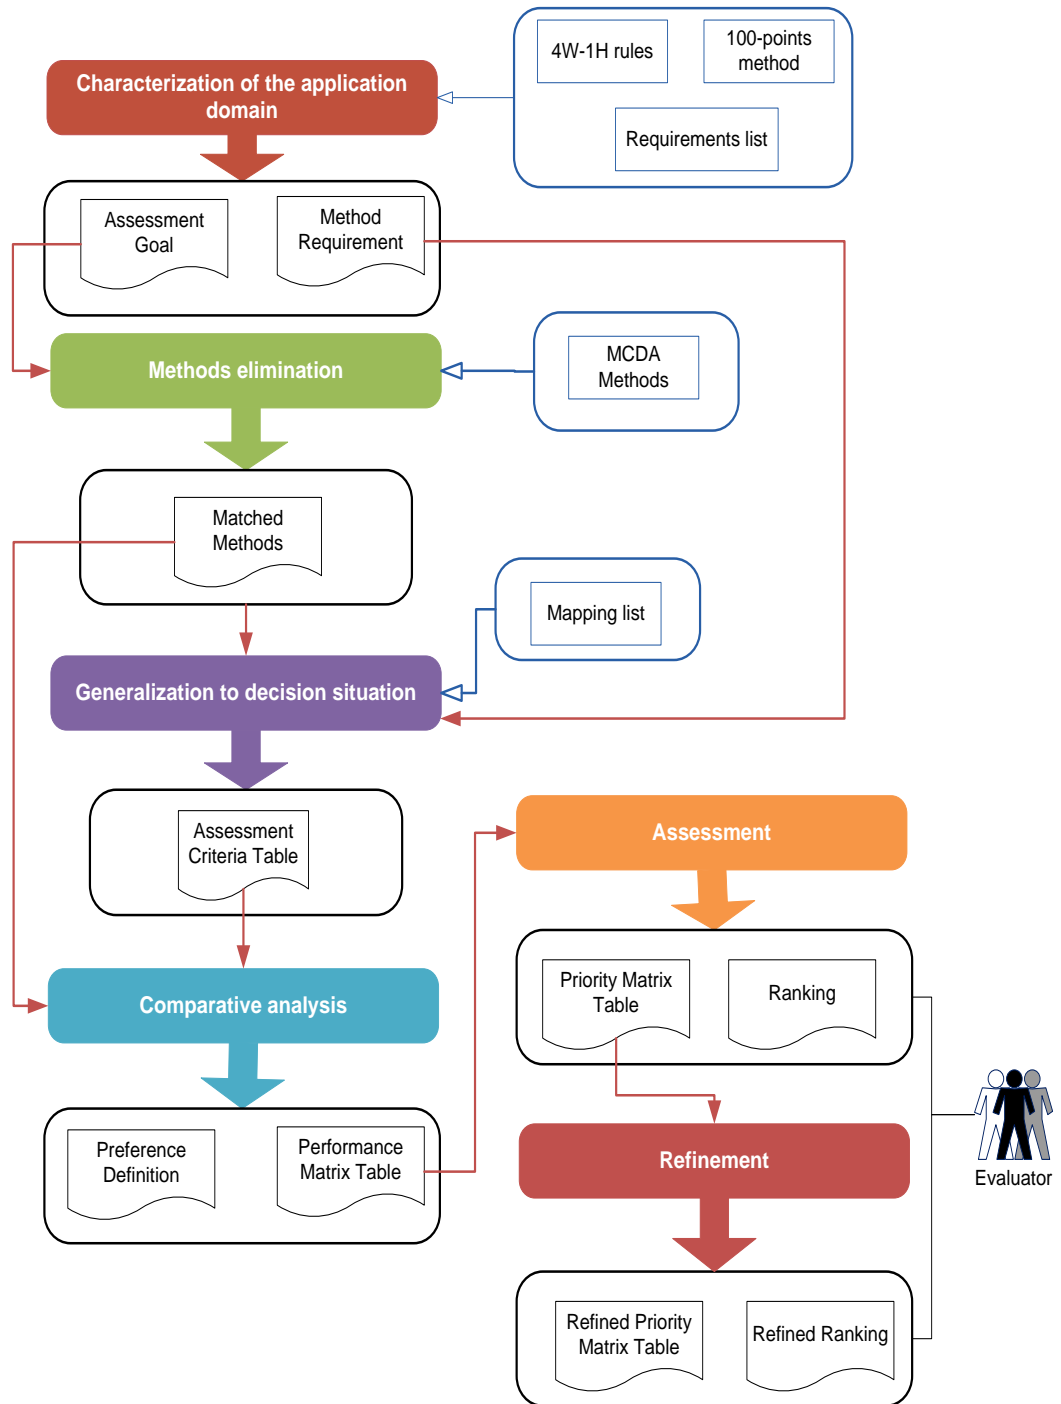 4W-1H rules
100-points
method
Requirements list
Characterization of the application
domain
Assessment
Goal
Method
Requirement
Methods elimination
MCDA
Methods
Matched
Methods
Mapping list
Generalization to decision situation
Assessment
Criteria Table
Assessment
Priority Matrix
Table
Ranking
Comparative analysis
Preference
Definition
Performance
Matrix Table
Refinement
Evaluator
Refined Priority
Matrix Table
Refined Ranking